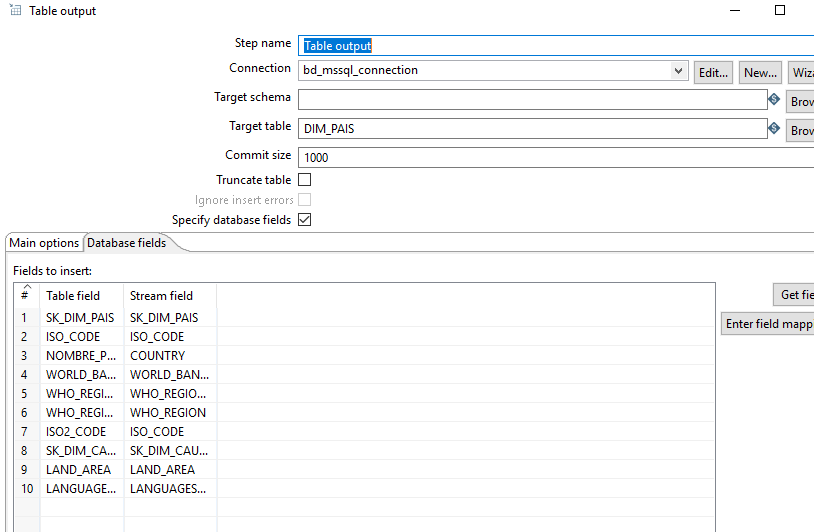 Table output
Step name Table output
Connection bd_mssql_connection Edit... New... Wiza
Target schema Brow
Target table DIM_PAIS Brow
Commit size 1000
Truncate table
Ignore insert errors
Specify database fields
Main options Database fields
Fields to insert:
# Table field Stream field Get fie
1 SK_DIM_PAIS SK_DIM_PAIS
2 ISO_CODE ISO_CODE Enter field mapp
3 NOMBRE_P... COUNTRY
4 WORLD_BA... WORLD_BAN...
5 WHO_REGI... WHO_REGIO...
6 WHO_REGI... WHO_REGION
7 ISO2_CODE ISO_CODE
8 SK_DIM_CA... SK_DIM_CAU...
9 LAND_AREA LAND_AREA
10 LANGUAGE... LANGUAGES...